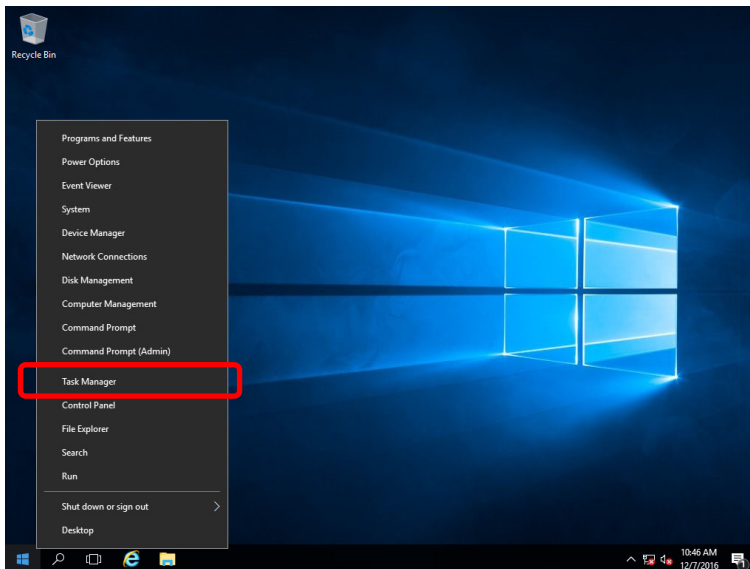 Recycle Bin
Programs and Features
Power Options
Event Viewer
System
Device Manager
Network Connections
Disk Management
Computer Management
Command Prompt
Command Prompt (Admin)
Task Manager
Control Panel
File Explorer
Search
Run
Shut down or sign out
Desktop
10:46 AM
12/7/2016